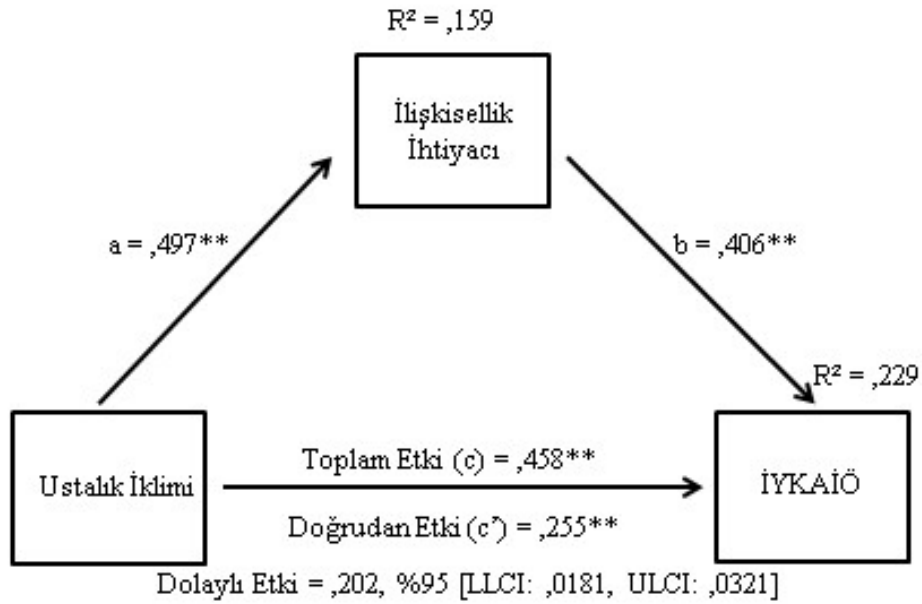 R² = ,159
İlişkisellik
İhtiyacı
a = ,497**
b = ,406**
R² = ,229
Ustalık İklimi
Toplam Etki (c) = ,458**
İYKAİÖ
Doğrudan Etki (c’) = ,255**
Dolaylı Etki = ,202, %95 [LLCI: ,0181, ULCI: ,0321]